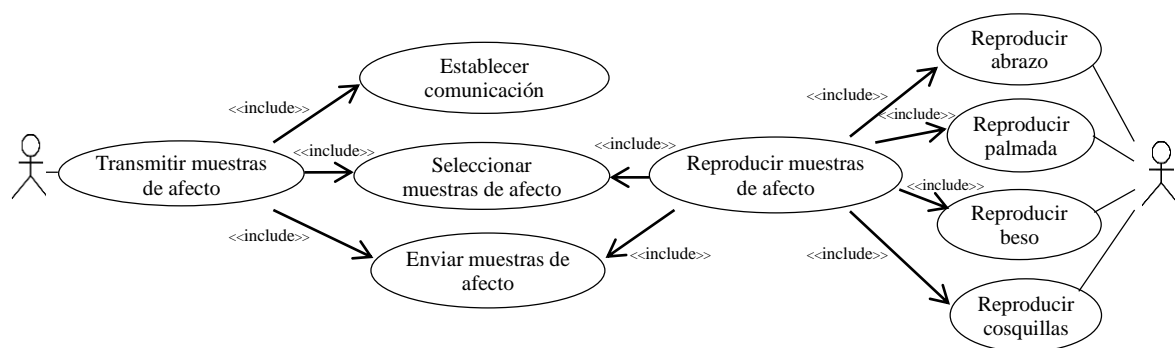 Reproducir
abrazo
Establecer
comunicación
<<include>>
<<include>>
<<include>>
Reproducir
palmada
Transmitir muestras
de afecto
<<include>>
Seleccionar
muestras de afecto
<<include>>
Reproducir muestras
de afecto
<<include>>
Reproducir
beso
<<include>>
Enviar muestras de
afecto
<<include>>
<<include>>
Reproducir
cosquillas